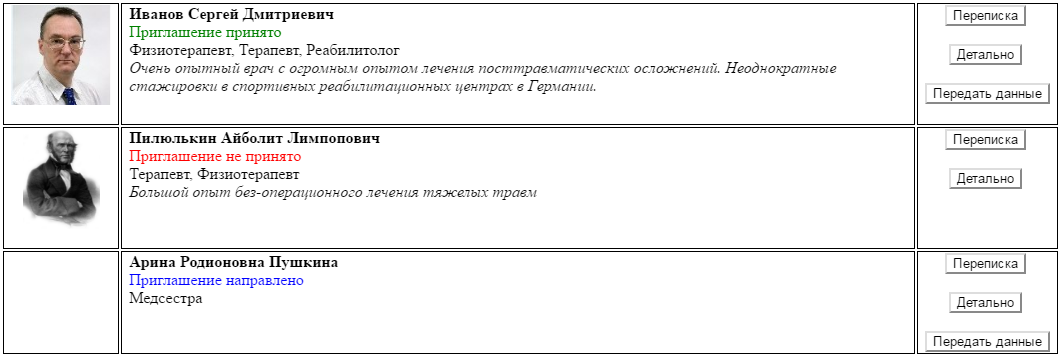 Иванов Сергей Дмитриевич
Приглашение принято
Физиотерапевт, Терапевт, Реабилитолог
Очень опытный врач с огромным опытом лечения посттравматических осложнений. Неоднократные
стажировки в спортивных реабилитационных центрах в Германии.
Переписка
Детально
Передать данные
Пилюлькин Айболит Лимпопович
Приглашение не принято
Терапевт, Физиотерапевт
Большой опыт без-операционного лечения тяжелых травм
Переписка
Детально
Арина Родионовна Пушкина
Приглашение направлено
Медсестра
Переписка
Детально
Передать данные